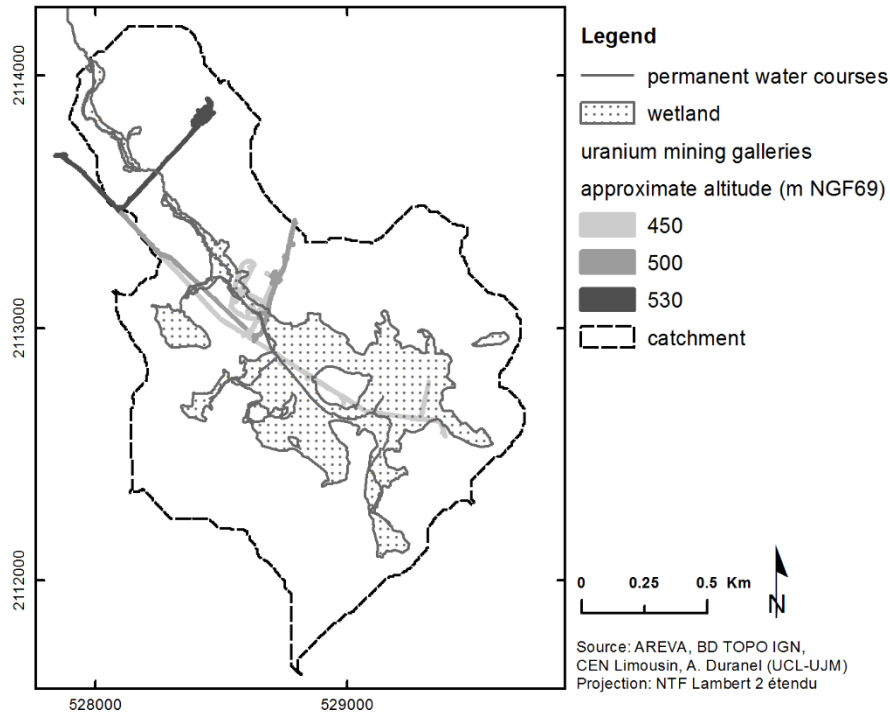 2114000
2113000
2112000
528000
529000
Legend
permanent water courses
wetland
uranium mining galleries
approximate altitude (m NGF69)
450
500
530
catchment
0 0.25 0.5 Km
N
Source: AREVA, BD TOPO IGN,
CEN Limousin, A. Duranel (UCL-UJM)
Projection: NTF Lambert 2 étendu